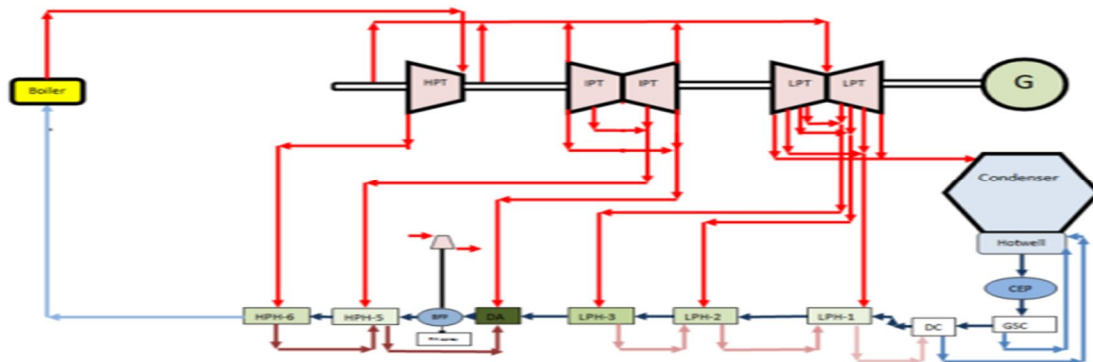 HPT
IPT
IPT
LPT
LPT
G
Boiler
Condenser
Hotwell
CEP
HPH-6
HPH-5
BFP
DA
LPH-3
LPH-2
LPH-1
DC
GSC